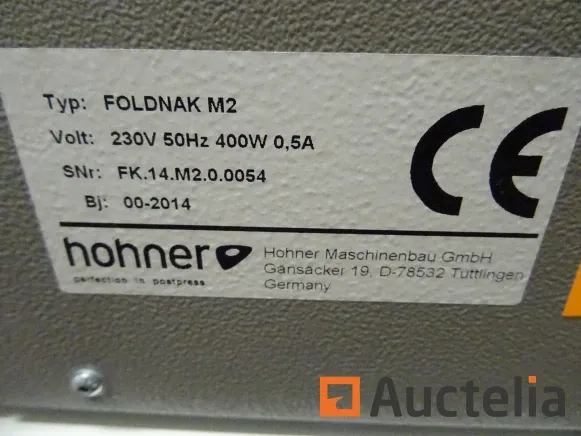 Typ: FOLDNAK M2
Volt: 230V 50Hz 400W 0,5A
SNr: FK.14.M2.0.0054
Bj: 00-2014
CE
hohner
perfection in postpress
Hohner Maschinenbau GmbH
Gänsäcker 19, D-78532 Tuttlingen
Germany
Auctelia